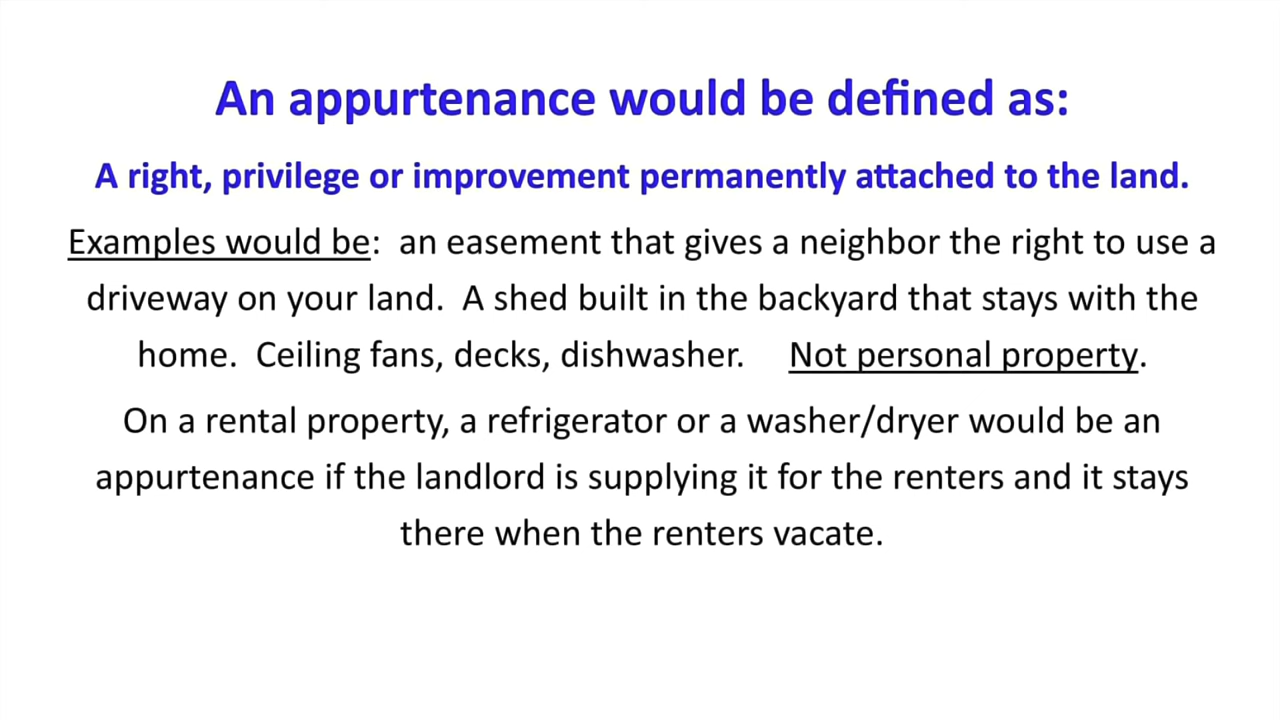 An appurtenance would be defined as:
A right, privilege or improvement permanently attached to the land.
Examples would be:  an easement that gives a neighbor the right to use a
driveway on your land.  A shed built in the backyard that stays with the
home.  Ceiling fans, decks, dishwasher.    Not personal property.
On a rental property, a refrigerator or a washer/dryer would be an
appurtenance if the landlord is supplying it for the renters and it stays
there when the renters vacate.